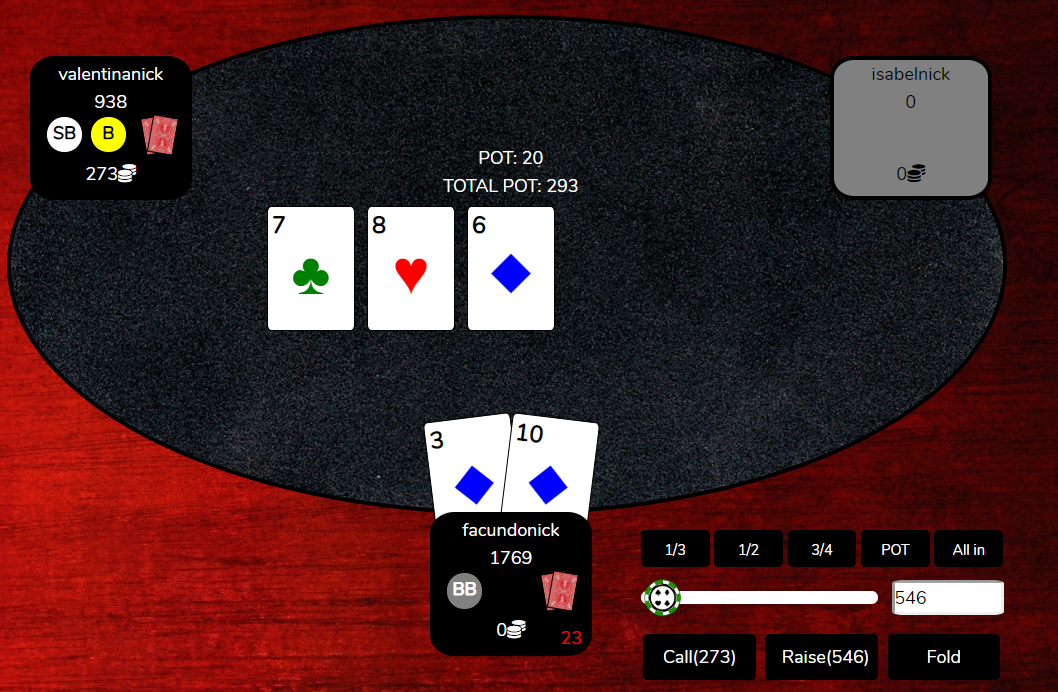 valentinanick
938
SB B
273
isabelnick
0
0
POT: 20
TOTAL POT: 293
7 8 6
3 10
facundonick
1769
BB
0 23
1/3 1/2 3/4 POT All in
546
Call(273) Raise(546) Fold